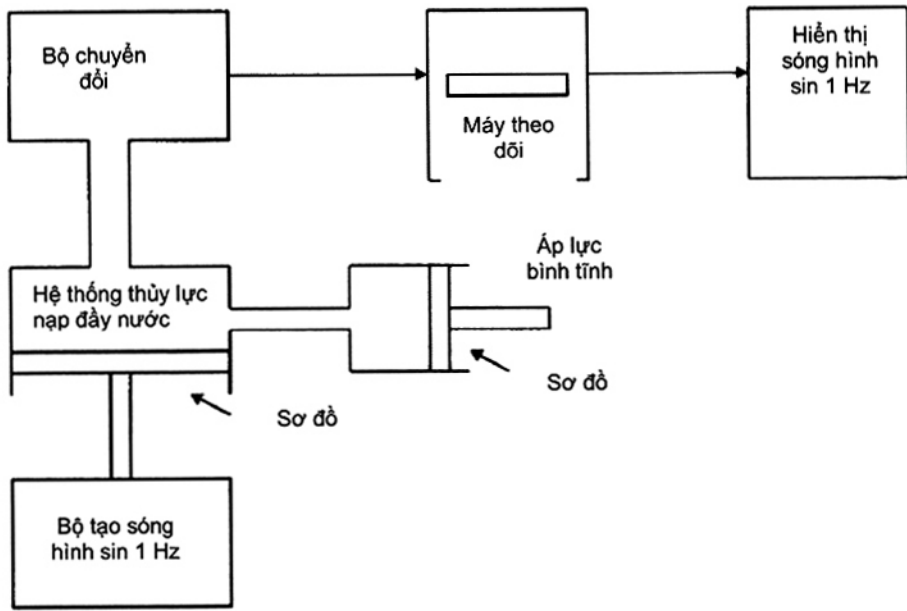 Bộ chuyển
đổi
Máy theo
dõi
Hiển thị
sóng hình
sin 1 Hz
Hệ thống thủy lực
nạp đầy nước
Áp lực
bình tĩnh
Sơ đồ
Sơ đồ
Bộ tạo sóng
hình sin 1 Hz